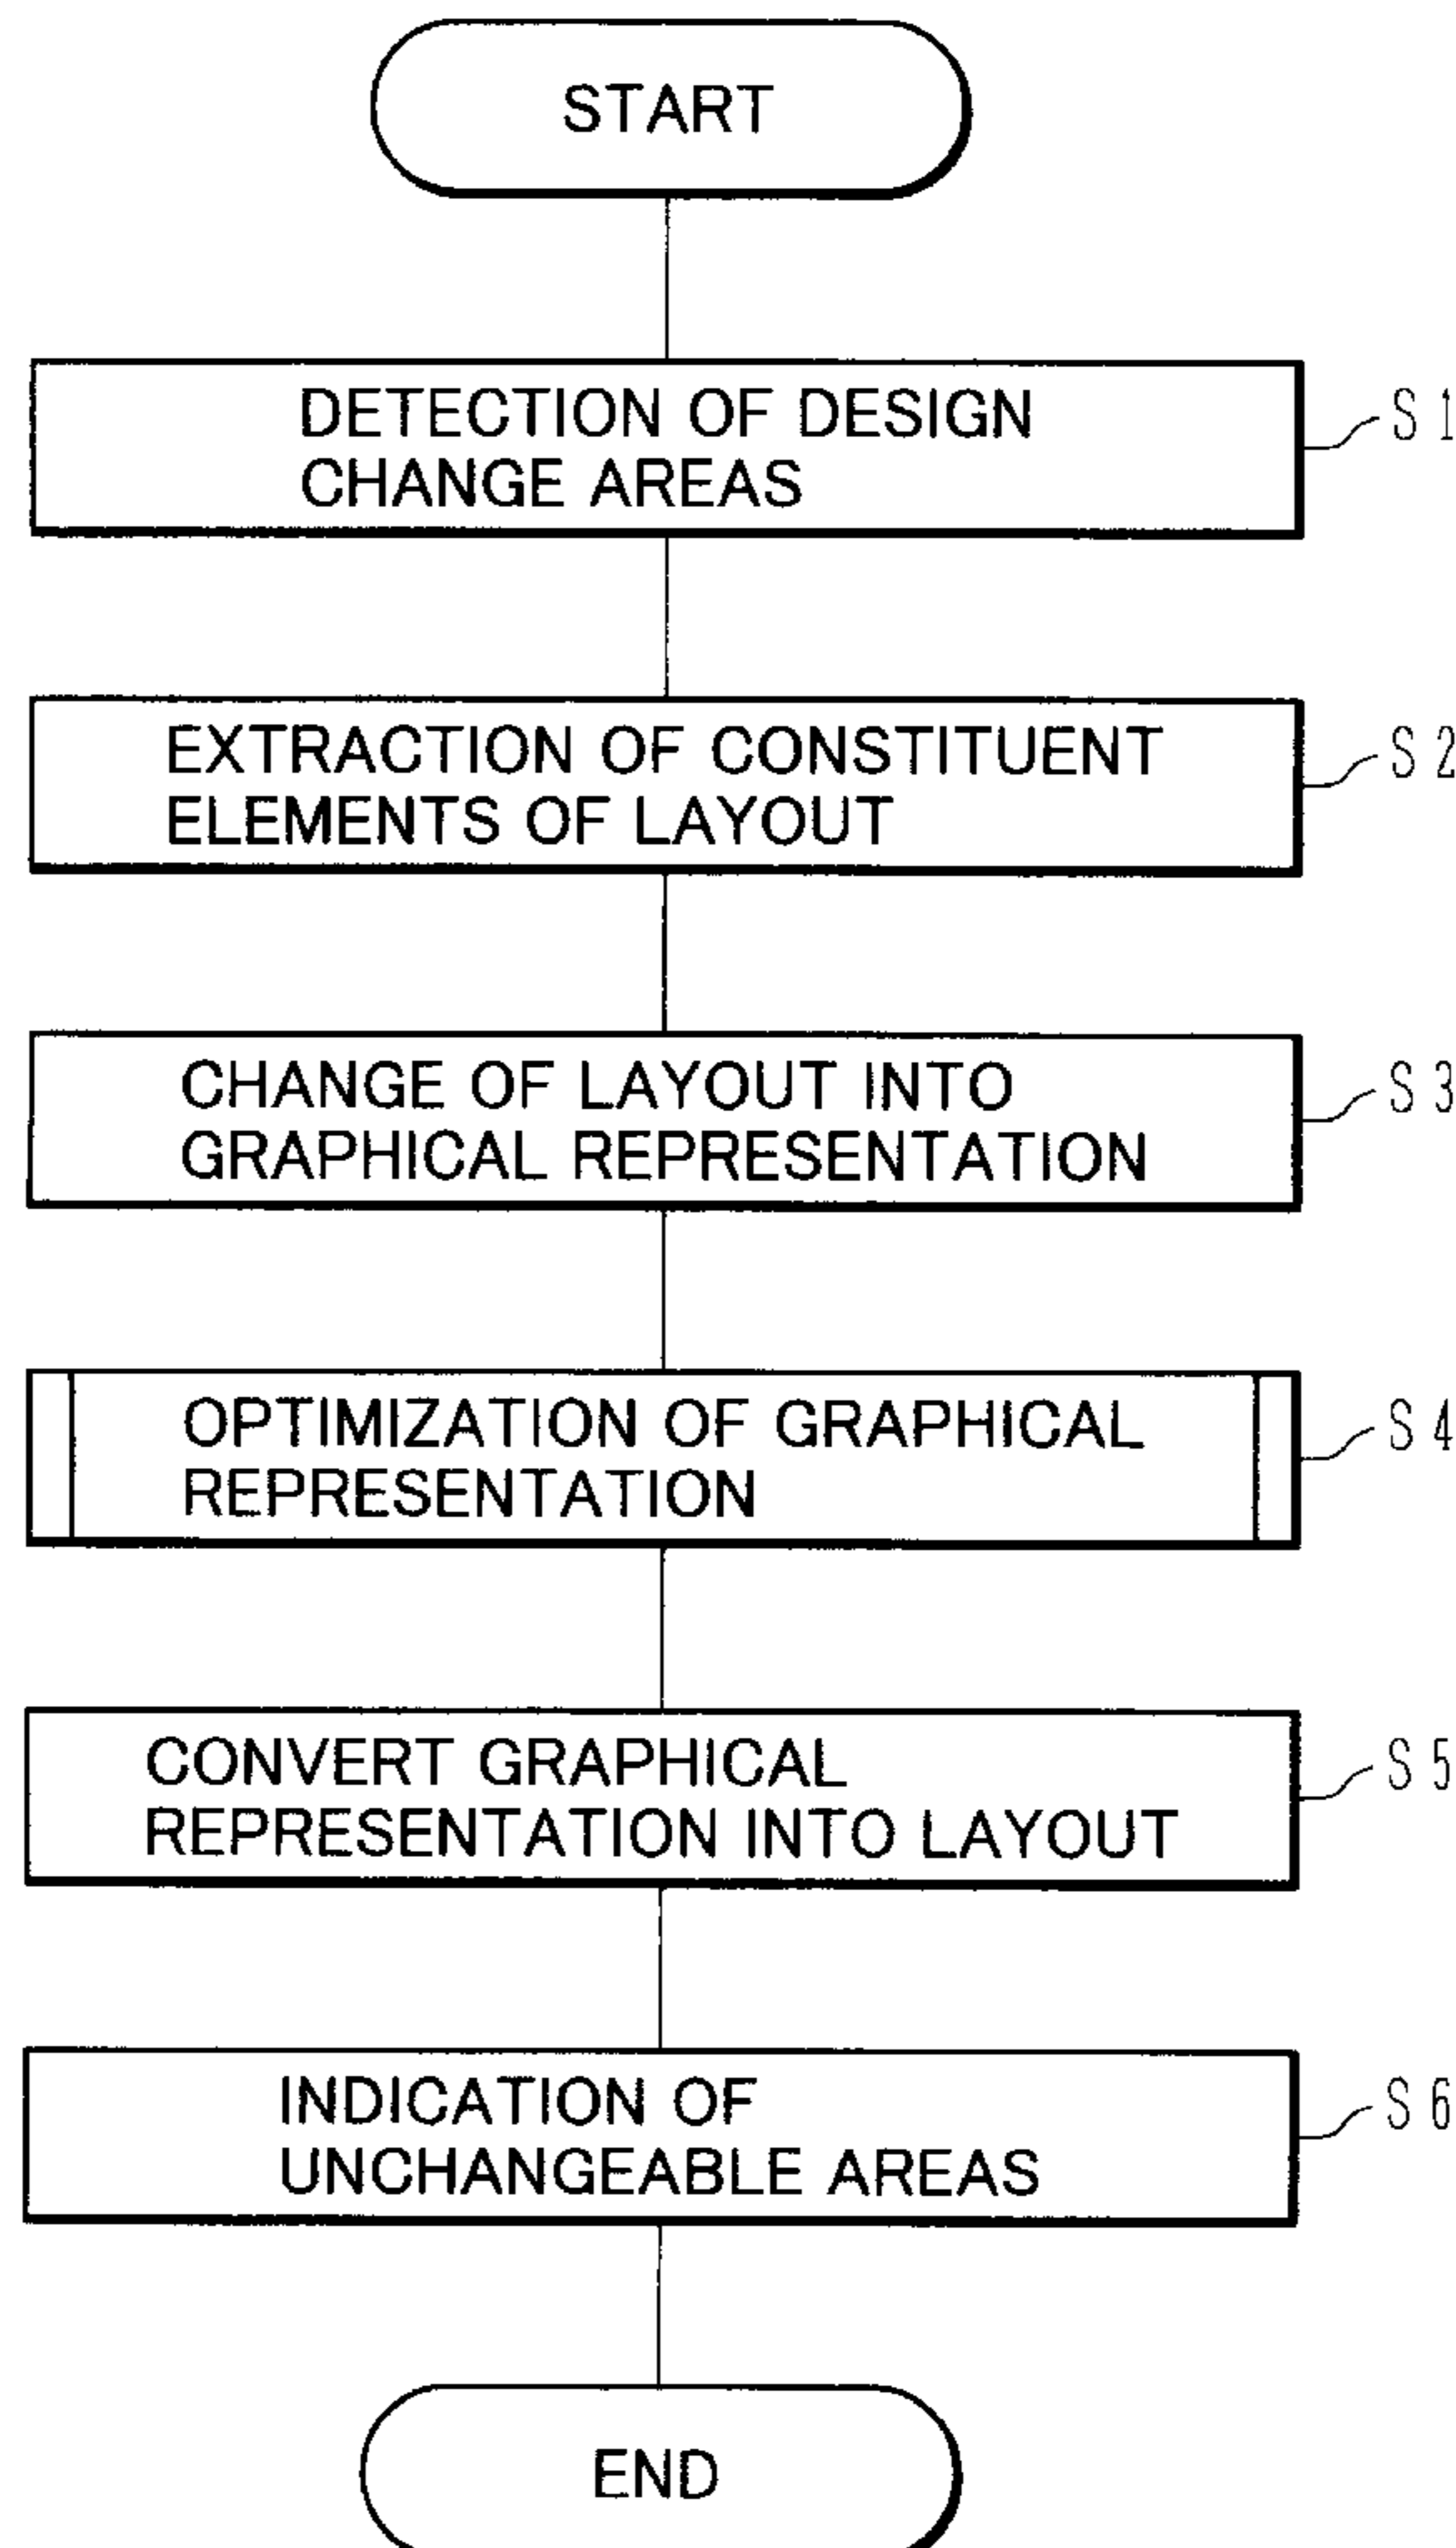 START
DETECTION OF DESIGN
CHANGE AREAS
S1
EXTRACTION OF CONSTITUENT
ELEMENTS OF LAYOUT
S2
CHANGE OF LAYOUT INTO
GRAPHICAL REPRESENTATION
S3
OPTIMIZATION OF GRAPHICAL
REPRESENTATION
S4
CONVERT GRAPHICAL
REPRESENTATION INTO LAYOUT
S5
INDICATION OF
UNCHANGEABLE AREAS
S6
END